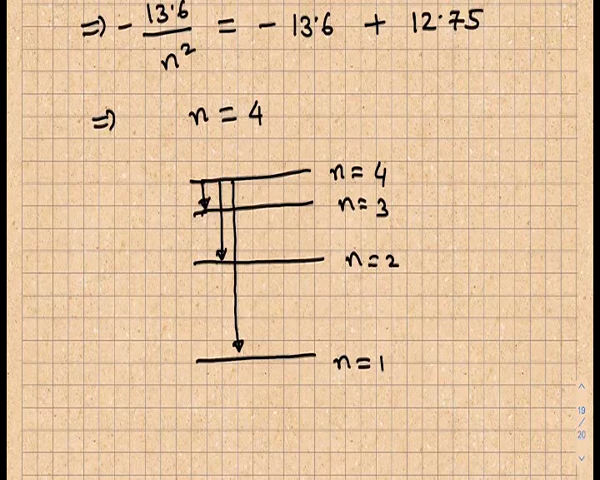 ⇒ - 13.6/n² = - 13.6 + 12.75
⇒ n = 4
n = 4
n = 3
n = 2
n = 1
19
/
20